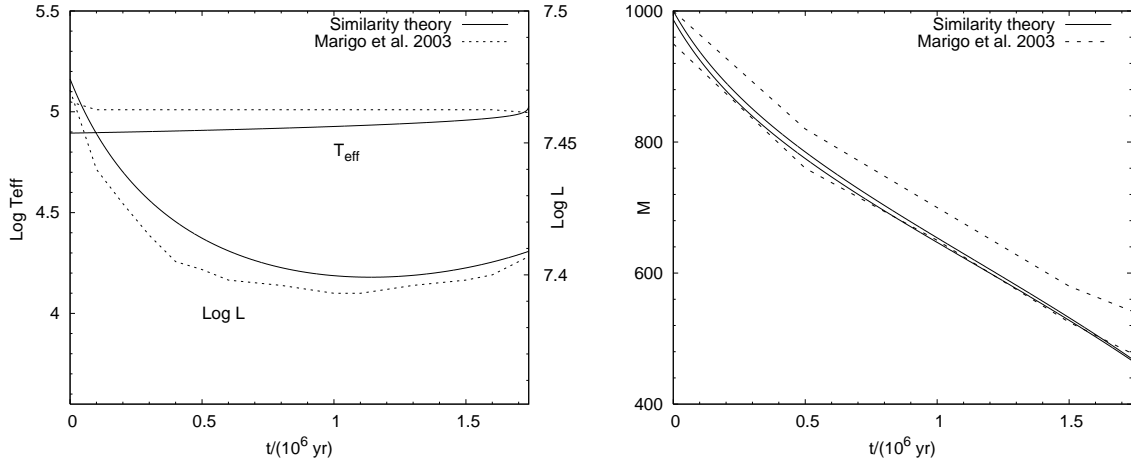 5.5
5
4.5
4
Log Teff
0
0.5
1
1.5
t/(10^6 yr)
7.5
7.45
7.4
Log L
Similarity theory
Marigo et al. 2003
T_eff
Log L
1000
800
600
400
M
0
0.5
1
1.5
t/(10^6 yr)
Similarity theory
Marigo et al. 2003